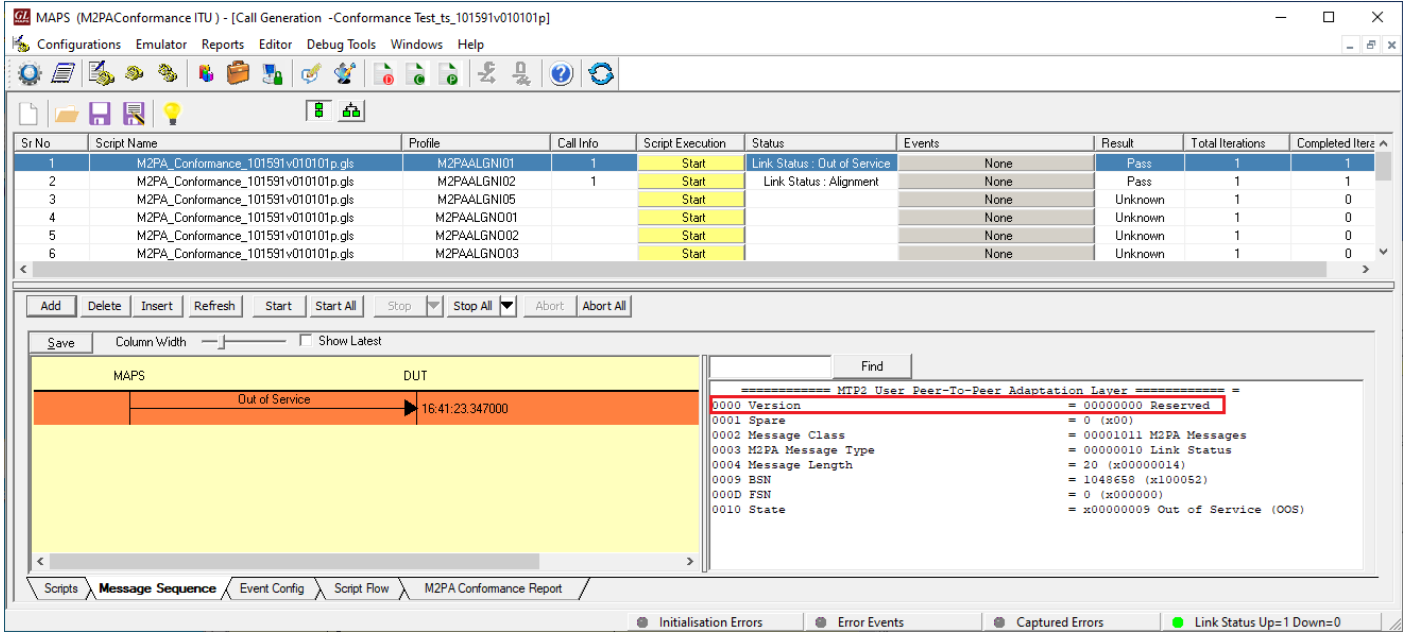 MAPS (M2PAConformance ITU ) - [Call Generation -Conformance Test_ts_101591v010101p]
Configurations Emulator Reports Editor Debug Tools Windows Help
Sr No Script Name Profile Call Info Script Execution Status Events Result Total Iterations Completed Itera
1 M2PA_Conformance_101591v010101p.gls M2PAALGNI01 1 Start Link Status : Out of Service None Pass 1 1
2 M2PA_Conformance_101591v010101p.gls M2PAALGNI02 1 Start Link Status : Alignment None Pass 1 1
3 M2PA_Conformance_101591v010101p.gls M2PAALGNI05 Start None Unknown 1 0
4 M2PA_Conformance_101591v010101p.gls M2PAALGNO01 Start None Unknown 1 0
5 M2PA_Conformance_101591v010101p.gls M2PAALGNO02 Start None Unknown 1 0
6 M2PA_Conformance_101591v010101p.gls M2PAALGNO03 Start None Unknown 1 0
Add Delete Insert Refresh Start Start All Stop Stop All Abort Abort All
Save Column Width Show Latest
Find
MAPS DUT
Out of Service
16:41:23.347000
============ MTP2 User Peer-To-Peer Adaptation Layer ============ =
0000 Version = 00000000 Reserved
0001 Spare = 0 (x00)
0002 Message Class = 00001011 M2PA Messages
0003 M2PA Message Type = 00000010 Link Status
0004 Message Length = 20 (x00000014)
0009 BSN = 1048658 (x100052)
000D FSN = 0 (x000000)
0010 State = x00000009 Out of Service (OOS)
Scripts Message Sequence Event Config Script Flow M2PA Conformance Report
Initialisation Errors Error Events Captured Errors Link Status Up=1 Down=0